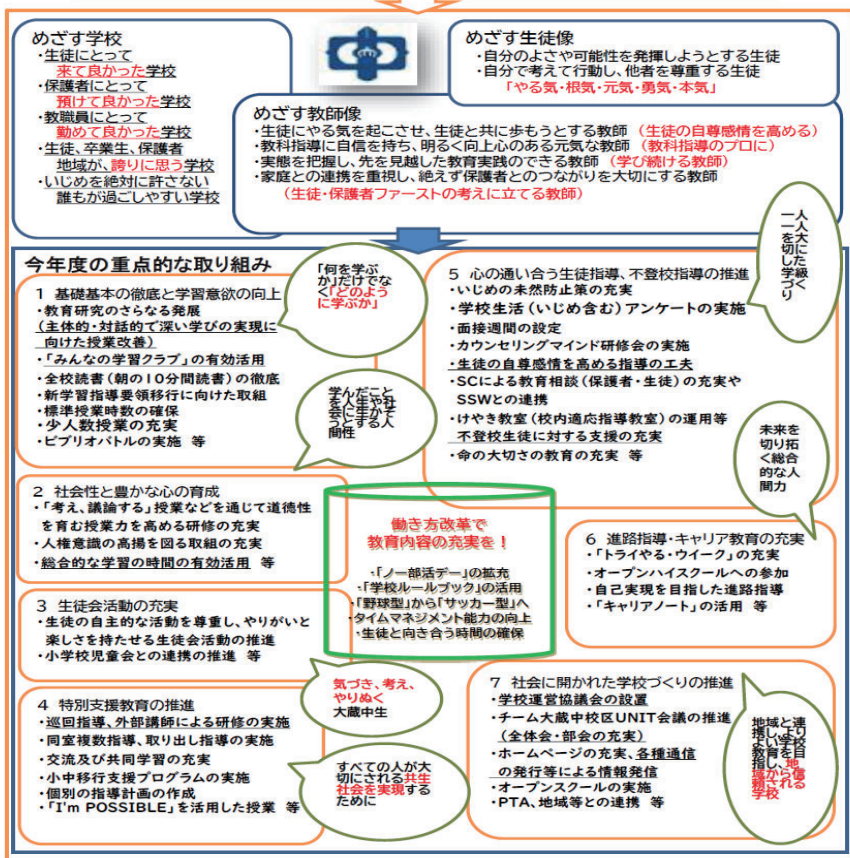 めざす学校
・生徒にとって
来て良かった学校
・保護者にとって
預けて良かった学校
・教職員にとって
勤めて良かった学校
・生徒、卒業生、保護者
地域が、誇りに思う学校
・いじめを絶対に許さない
誰もが過ごしやすい学校
めざす生徒像
・自分のよさや可能性を発揮しようとする生徒
・自分で考えて行動し、他者を尊重する生徒
「やる気・根気・元気・勇気・本気」
めざす教師像
・生徒にやる気を起こさせ、生徒と共に歩もうとする教師（生徒の自尊感情を高める）
・教科指導に自信を持ち、明るく向上心のある元気な教師（教科指導のプロに）
・実態を把握し、先を見越した教育実践のできる教師（学び続ける教師）
・家庭との連携を重視し、絶えず保護者とのつながりを大切にする教師
（生徒・保護者ファーストの考えに立てる教師）
今年度の重点的な取り組み
1 基礎基本の徹底と学習意欲の向上
・教育研究のさらなる発展
（主体的・対話的で深い学びの実現に
向けた授業改善）
・「みんなの学習クラブ」の有効活用
・全校読書（朝の10分間読書）の徹底
・新学習指導要領移行に向けた取組
・標準授業時数の確保
・少人数授業の充実
・ビブリオバトルの実施 等
「何を学ぶ
か」だけでな
く「どのよう
に学ぶか」
学んだこと
を人生や社
会に生かそ
うとする人
間性
2 社会性と豊かな心の育成
・「考え、議論する」授業などを通じて道徳性
を育む授業力を高める研修の充実
・人権意識の高揚を図る取組の充実
・総合的な学習の時間の有効活用 等
3 生徒会活動の充実
・生徒の自主的な活動を尊重し、やりがいと
楽しさを持たせる生徒会活動の推進
・小学校児童会との連携の推進 等
4 特別支援教育の推進
・巡回指導、外部講師による研修の実施
・同室複数指導、取り出し指導の実施
・交流及び共同学習の充実
・小中移行支援プログラムの実施
・個別の指導計画の作成
・「I'm POSSIBLE」を活用した授業 等
気づき、考え、
やりぬく
大蔵中生
すべての人が大
切にされる共生
社会を実現する
ために
働き方改革で
教育内容の充実を！
・「ノー部活デー」の拡充
・「学校ルールブック」の活用
・「野球型」から「サッカー型」へ
・タイムマネジメント能力の向上
・生徒と向き合う時間の確保
5 心の通い合う生徒指導、不登校指導の推進
・いじめの未然防止策の充実
・学校生活（いじめ含む）アンケートの実施
・面接週間の設定
・カウンセリングマインド研修会の実施
・生徒の自尊感情を高める指導の工夫
・SCによる教育相談（保護者・生徒）の充実や
SSWとの連携
・けやき教室（校内適応指導教室）の運用等
不登校生徒に対する支援の充実
・命の大切さの教育の充実 等
一人一人を大切にした学級づくり
未来を
切り拓
く総合
的な人
間力
6 進路指導・キャリア教育の充実
・「トライやる・ウイーク」の充実
・オープンハイスクールへの参加
・自己実現を目指した進路指導
・「キャリアノート」の活用 等
7 社会に開かれた学校づくりの推進
・学校運営協議会の設置
・チーム大蔵中校区UNIT会議の推進
（全体会・部会の充実）
・ホームページの充実、各種通信
の発行等による情報発信
・オープンスクールの実施
・PTA、地域等との連携 等
地域と連
携し、より
よい学校
教育を目
指し、地
域から信
頼される
学校